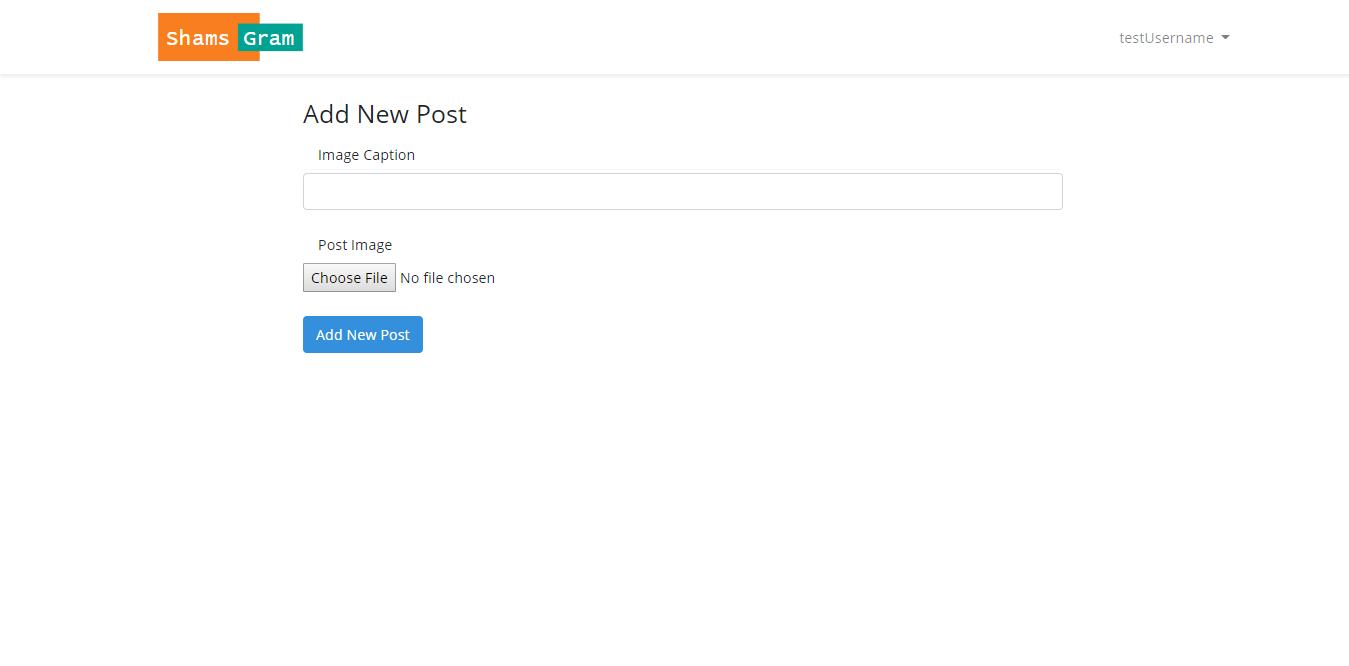 Shams Gram
testUsername
Add New Post
Image Caption
Post Image
Choose File No file chosen
Add New Post